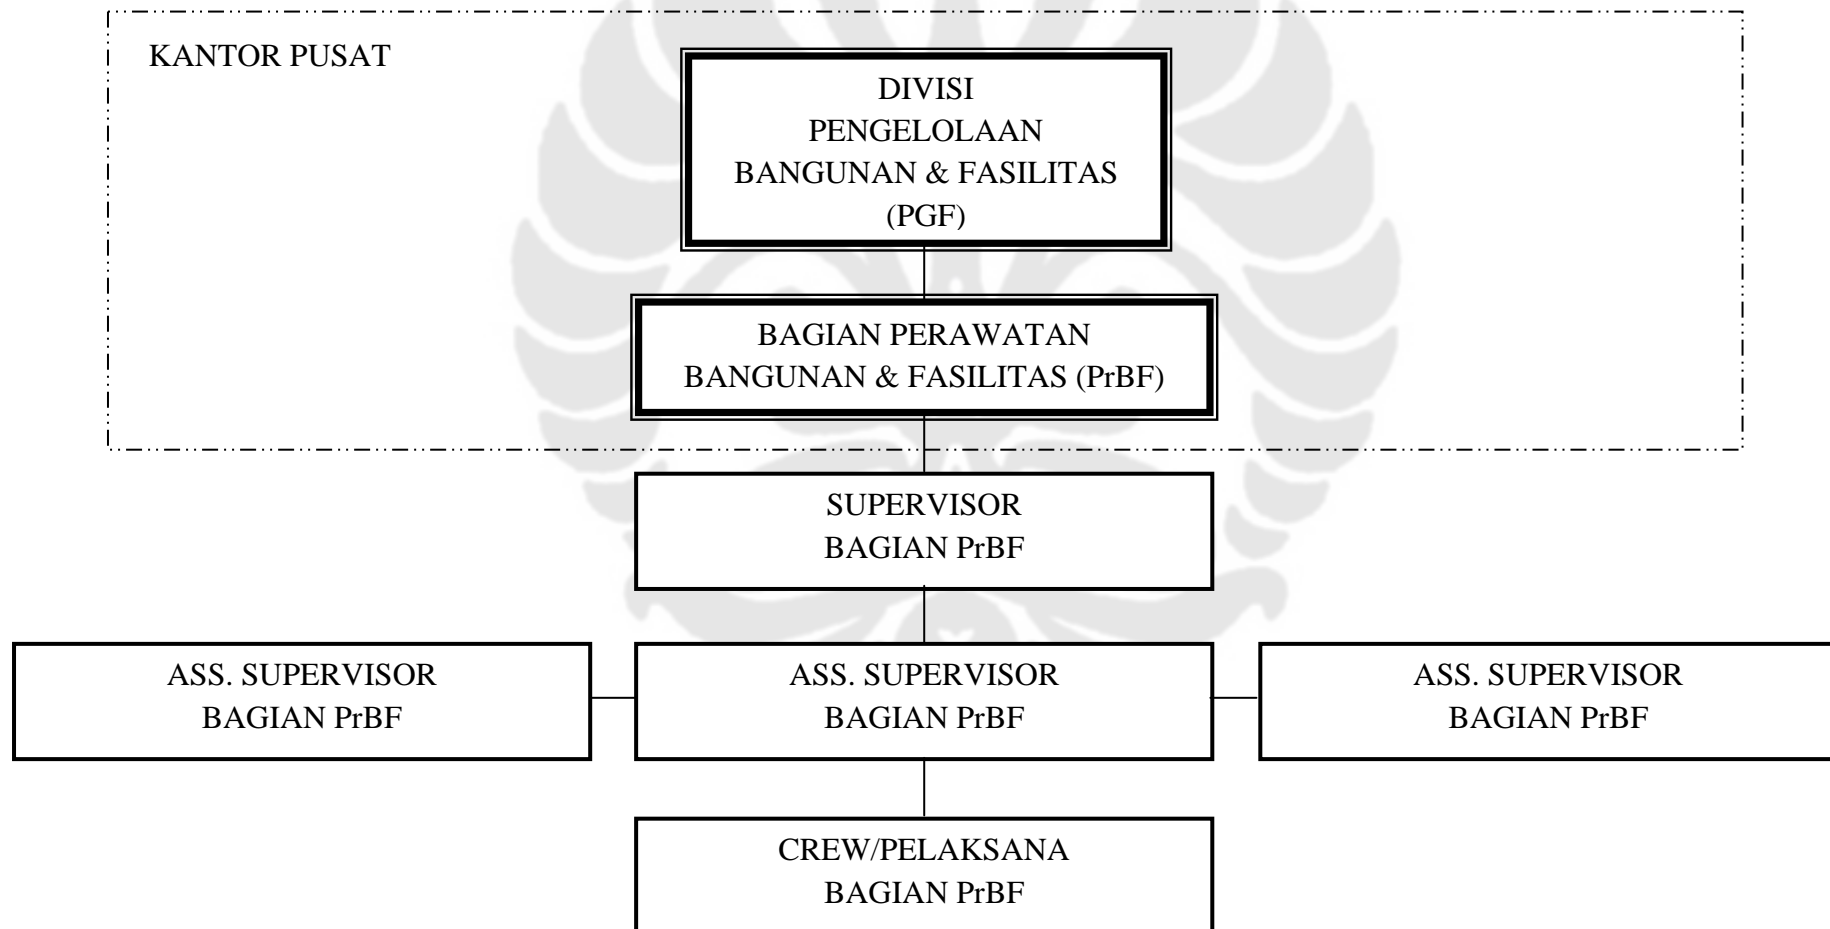 KANTOR PUSAT
DIVISI
PENGELOLAAN
BANGUNAN & FASILITAS
(PGF)
BAGIAN PERAWATAN
BANGUNAN & FASILITAS (PrBF)
SUPERVISOR
BAGIAN PrBF
ASS. SUPERVISOR
BAGIAN PrBF
ASS. SUPERVISOR
BAGIAN PrBF
ASS. SUPERVISOR
BAGIAN PrBF
CREW/PELAKSANA
BAGIAN PrBF